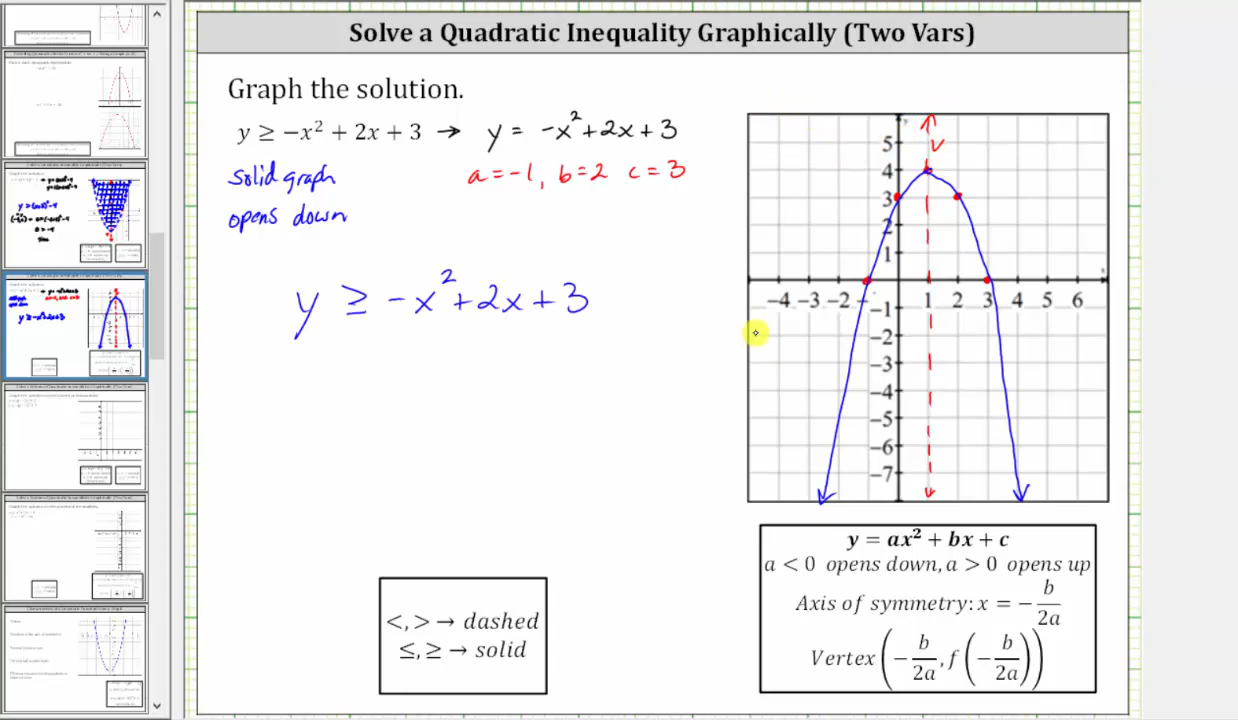 Solve a Quadratic Inequality Graphically (Two Vars)
Graph the solution.
y ≥ −x² + 2x + 3 → y = -x² + 2x + 3
solid graph
a = -1, b = 2 c = 3
opens down
y ≥ -x² + 2x + 3
y
5
4
3
2
1
−4 −3 −2 − 1 2 3 4 5 6
−1
−2
−3
−4
−5
−6
−7
<, > → dashed
≤, ≥ → solid
y = ax² + bx + c
a < 0 opens down, a > 0 opens up
Axis of symmetry: x = − b/2a
Vertex (− b/2a, f (− b/2a))